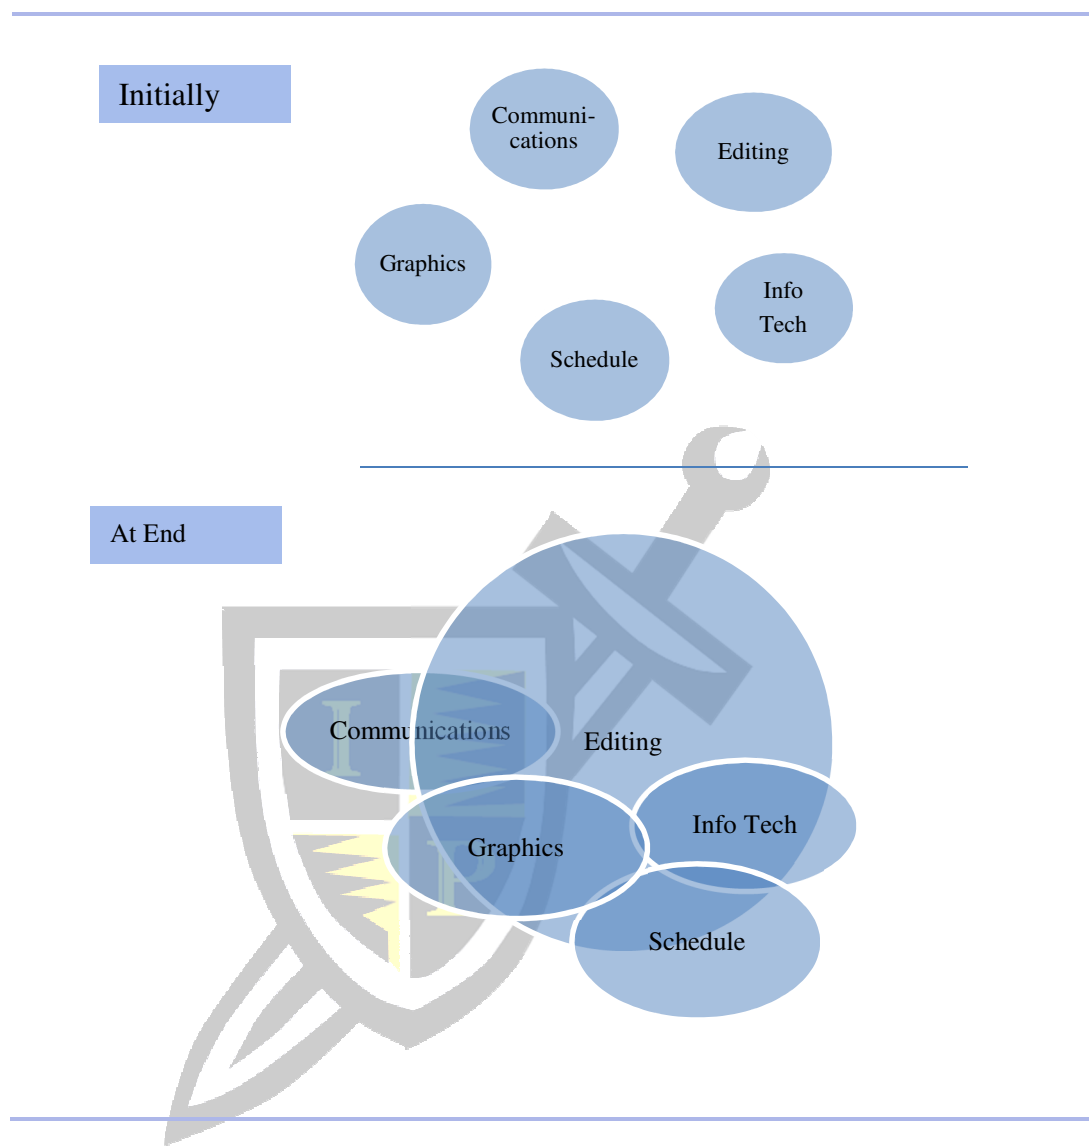 Initially
Communi-
cations
Editing
Graphics
Info
Tech
Schedule
At End
Communications
Editing
Info Tech
Graphics
Schedule
I
P